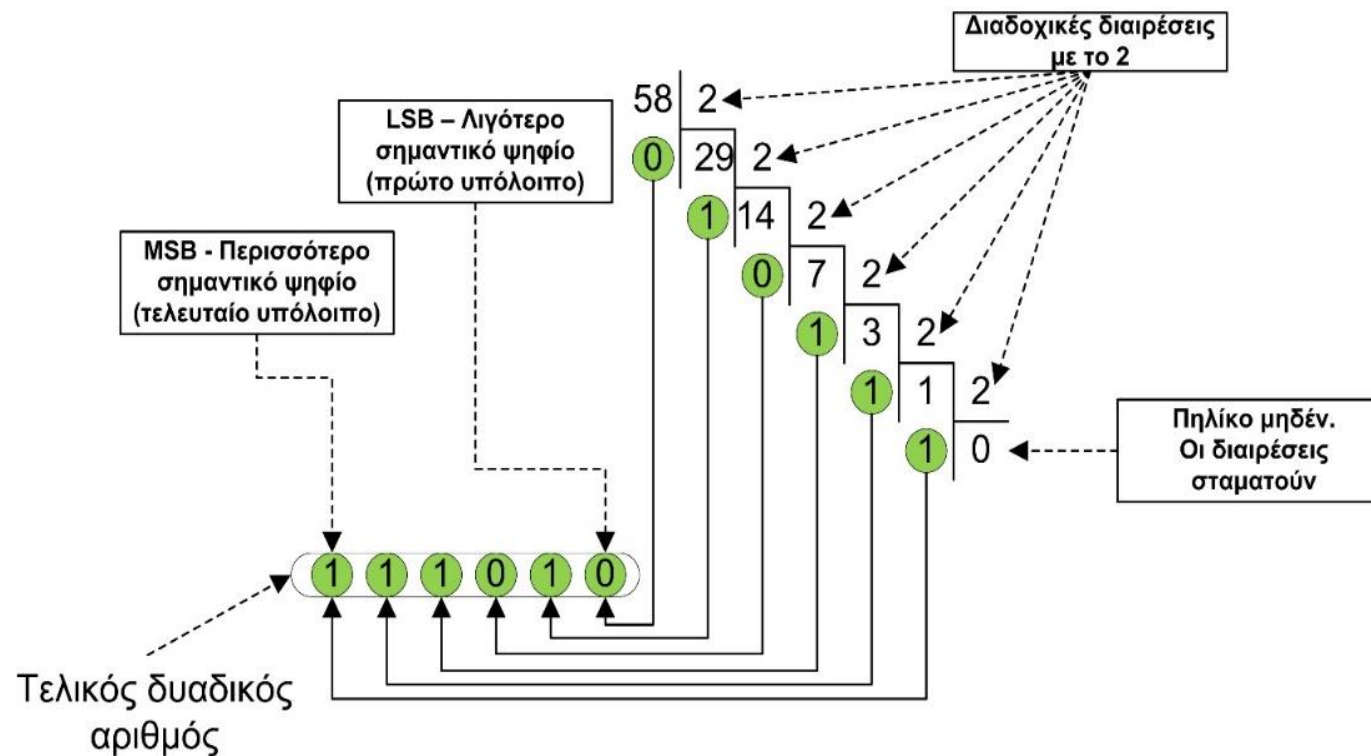 Διαδοχικές διαιρέσεις
με το 2
58 2
LSB – Λιγότερο
σημαντικό ψηφίο
(πρώτο υπόλοιπο)
0 29 2
MSB - Περισσότερο
σημαντικό ψηφίο
(τελευταίο υπόλοιπο)
1 14 2
0 7 2
1 3 2
1 1 2
1 0
Πηλίκο μηδέν.
Οι διαιρέσεις
σταματούν
1 1 1 0 1 0
Τελικός δυαδικός
αριθμός